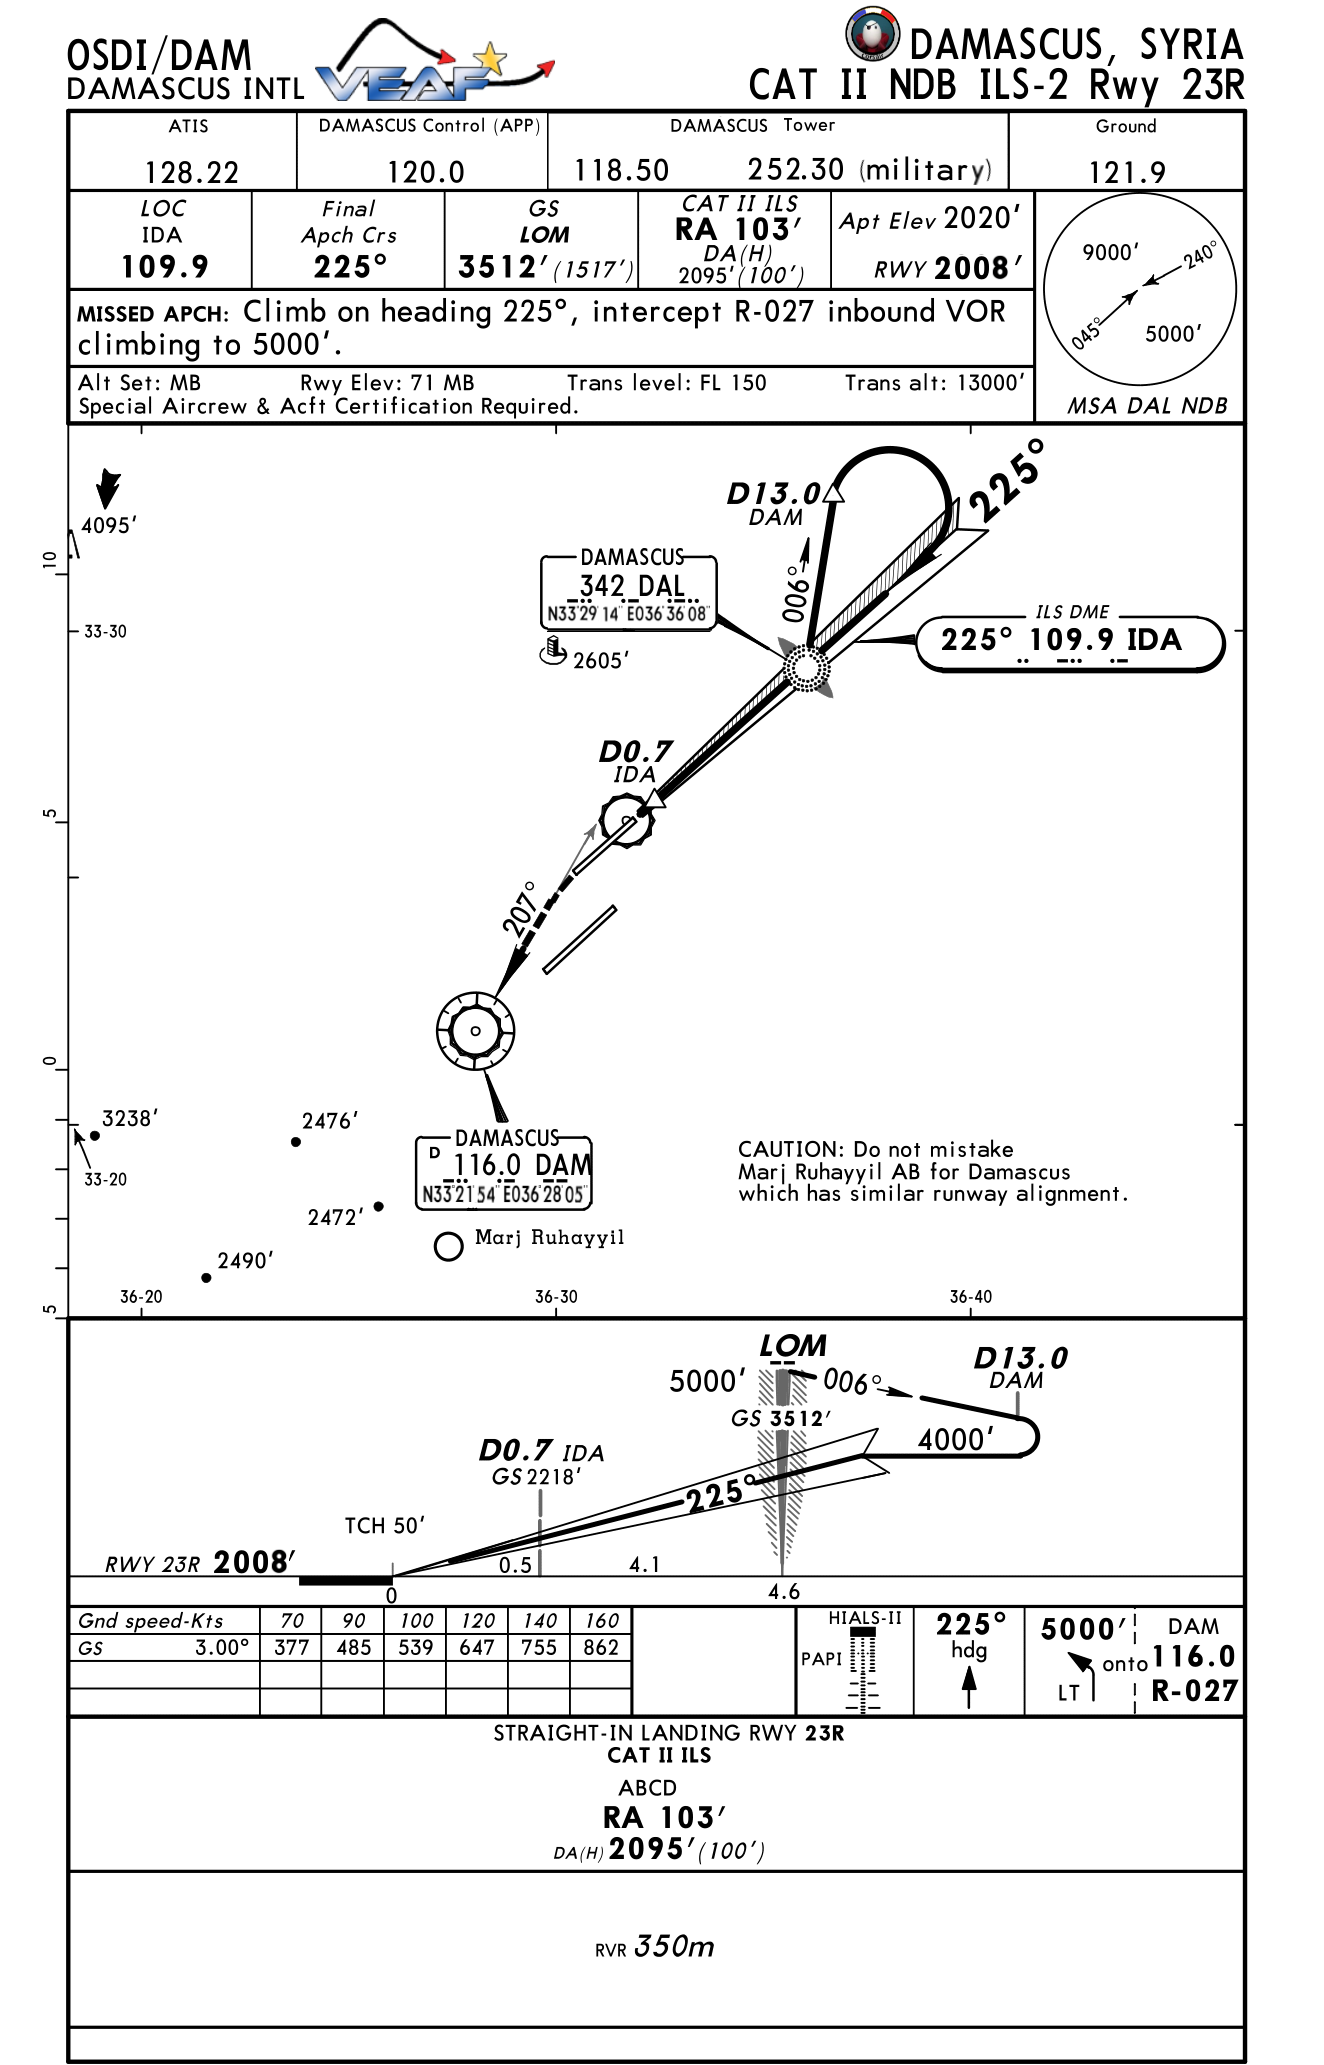 OSDI/DAM
DAMASCUS INTL
VEAF
DAMASCUS, SYRIA
CAT II NDB ILS-2 Rwy 23R
ATIS
128.22
DAMASCUS Control (APP)
120.0
DAMASCUS Tower
118.50 252.30 (military)
Ground
121.9
LOC
IDA
109.9
Final
Apch Crs
225°
GS
LOM
3512' (1517')
CAT II ILS
RA 103'
DA(H)
2095' (100')
Apt Elev 2020'
RWY 2008'
9000'
240°
045°
5000'
MSA DAL NDB
MISSED APCH: Climb on heading 225°, intercept R-027 inbound VOR
climbing to 5000'.
Alt Set: MB Rwy Elev: 71 MB Trans level: FL 150 Trans alt: 13000'
Special Aircrew & Acft Certification Required.
225°
D13.0
DAM
4095'
006°
10
DAMASCUS
342 DAL
N33°29'14" E036°36'08"
ILS DME
225° 109.9 IDA
33-30
2605'
D0.7
IDA
5
207°
0
3238'
2476'
33-20
DAMASCUS
D
116.0 DAM
N33°21'54" E036°28'05"
CAUTION: Do not mistake
Marj Ruhayyil AB for Damascus
which has similar runway alignment.
2472'
Marj Ruhayyil
2490'
5
36-20
36-30
36-40
LOM
5000'
006°
D13.0
DAM
GS 3512'
4000'
D0.7 IDA
GS 2218'
225°
TCH 50'
RWY 23R 2008'
0.5
4.1
0
4.6
Gnd speed-Kts 70 90 100 120 140 160
GS 3.00° 377 485 539 647 755 862
HIALS-II
PAPI
225°
hdg
5000'
LT
onto
DAM
116.0
R-027
STRAIGHT-IN LANDING RWY 23R
CAT II ILS
ABCD
RA 103'
DA(H) 2095' (100')
RVR 350m